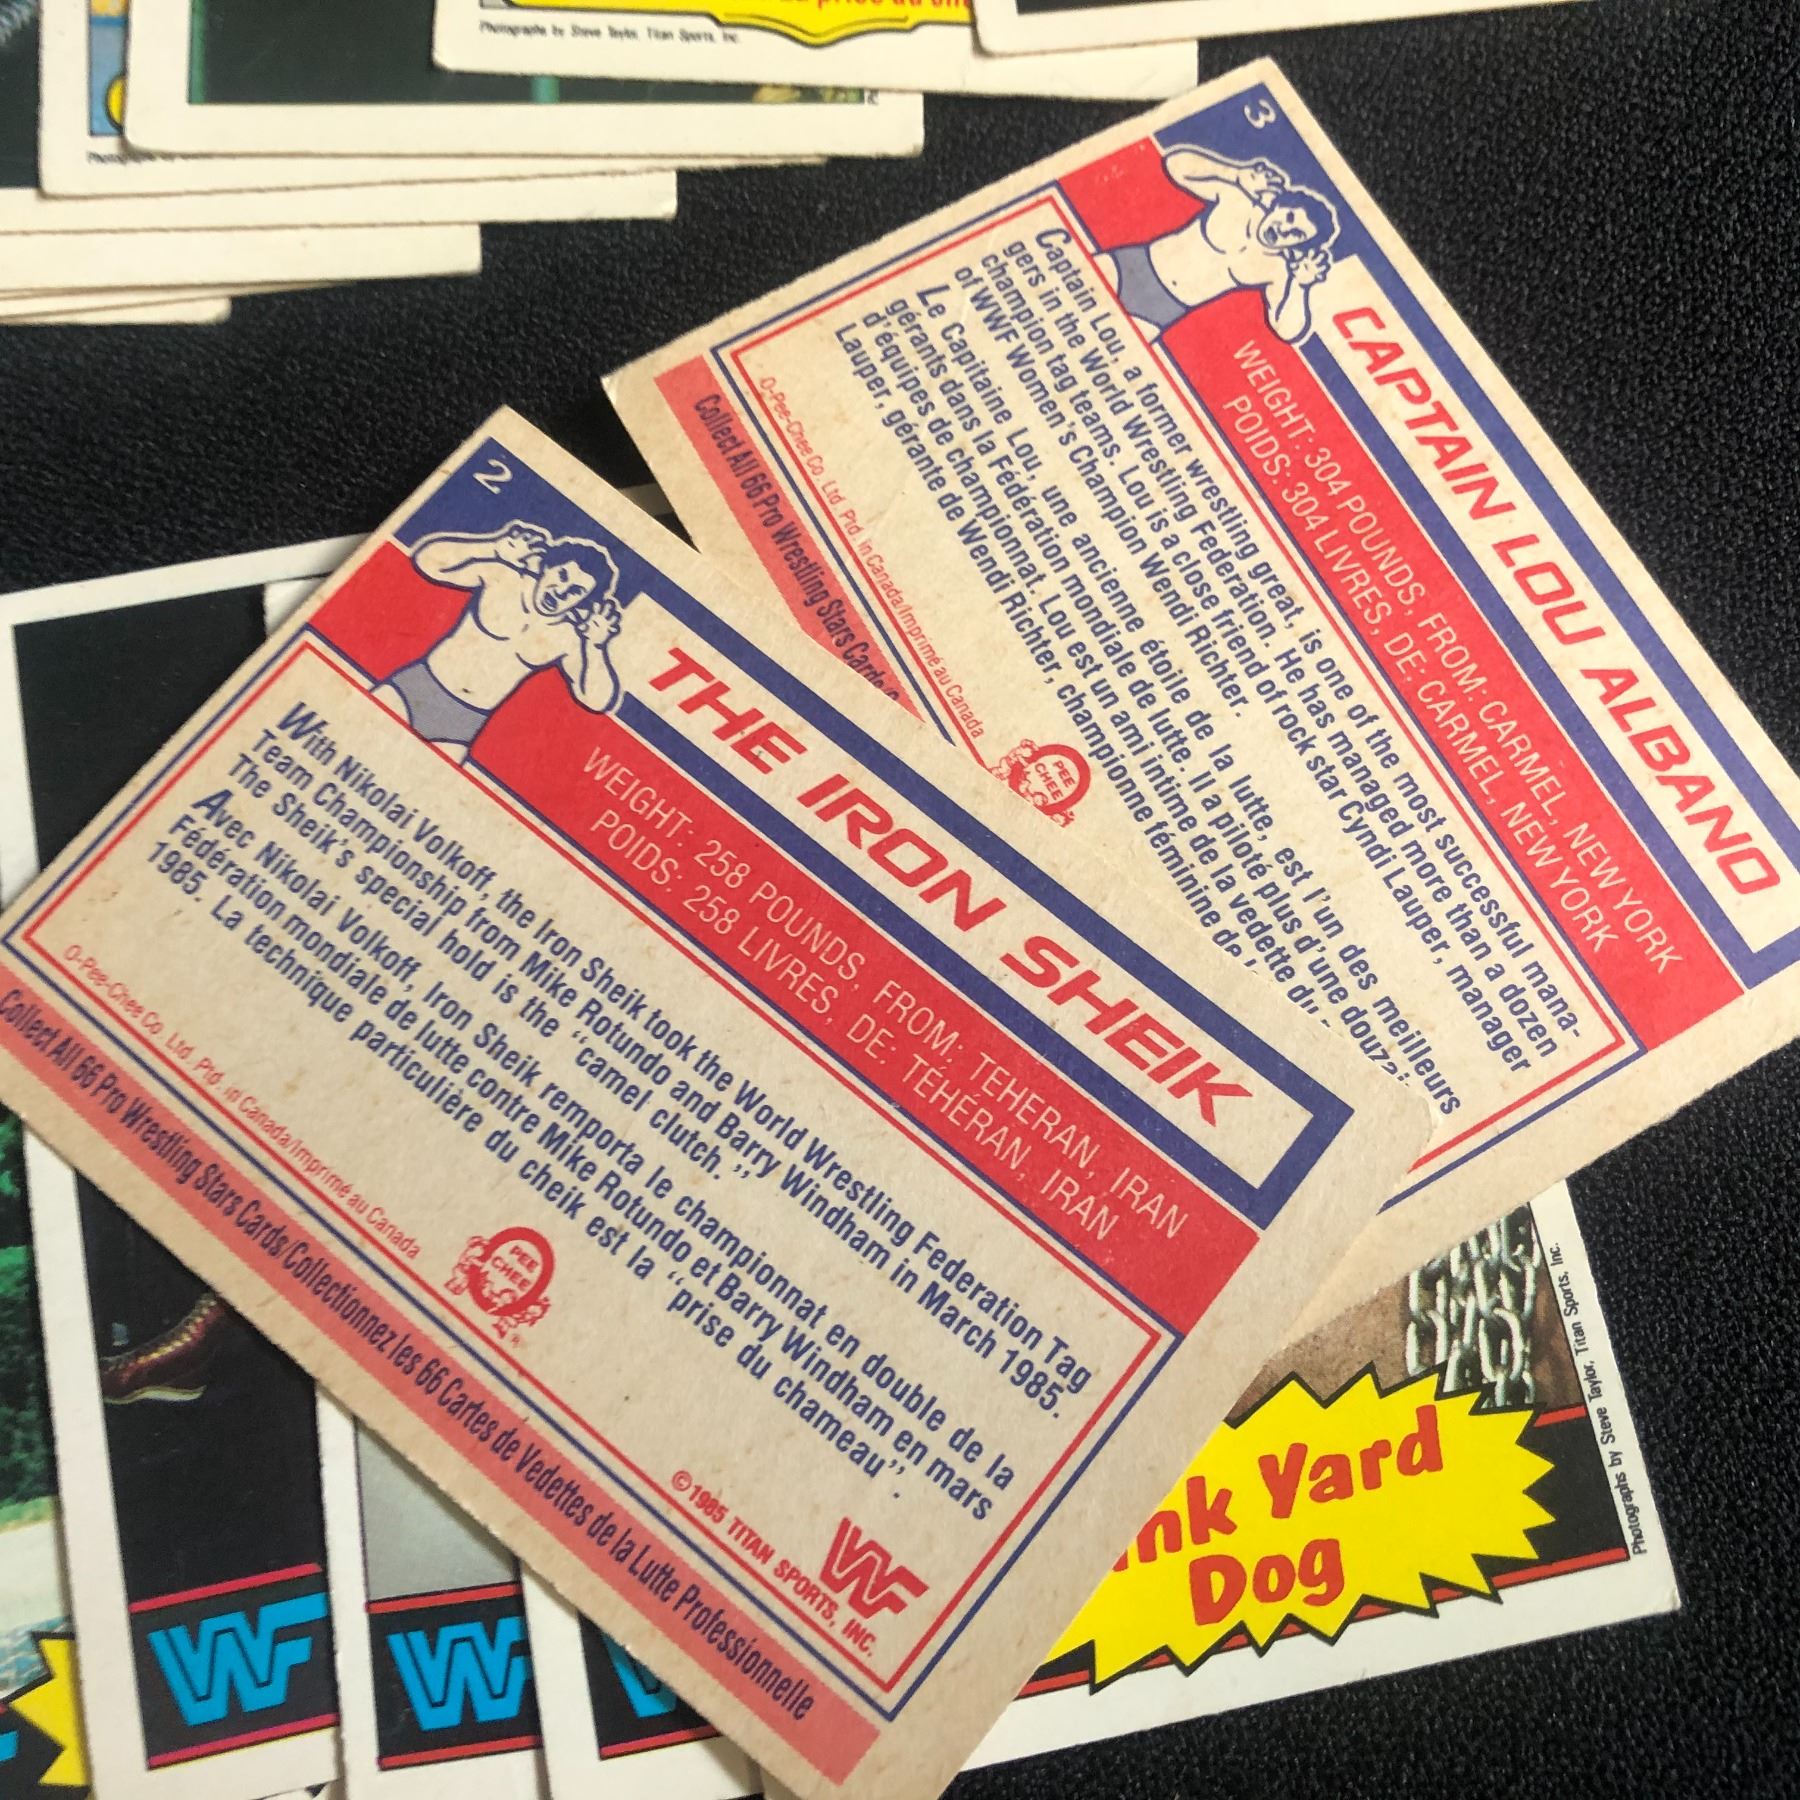 Photographs by Steve Taylor, Titan Sports, Inc.
3
CAPTAIN LOU ALBANO
WEIGHT: 304 POUNDS, FROM: CARMEL, NEW YORK
POIDS: 304 LIVRES, DE: CARMEL, NEW YORK
Captain Lou, a former wrestling great, is one of the most successful mana-
gers in the World Wrestling Federation. He has managed more than a dozen
champion tag teams. Lou is a close friend of rock star Cyndi Lauper, manager
of WWF Women's Champion Wendi Richter.
Le Capitaine Lou, une ancienne étoile de la lutte, est l'un des meilleurs
gérants dans la Fédération mondiale de lutte. Il a piloté plus d'une
d'équipes de championnat. Lou est un ami intime de la vedette du
Lauper, gérante de Wendi Richter, championne féminine de
O-Pee-Chee Co. Ltd. Ptd. in Canada/Imprimé au Canada
PEE
CHEE
Collect All 66 Pro Wrestling Stars Cards
2
THE IRON SHEIK
WEIGHT: 258 POUNDS, FROM: TEHERAN, IRAN
POIDS: 258 LIVRES, DE: TÉHÉRAN, IRAN
With Nikolai Volkoff, the Iron Sheik took the World Wrestling Federation Tag
Team Championship from Mike Rotundo and Barry Windham in March 1985.
The Sheik's special hold is the "camel clutch."
Avec Nikolai Volkoff, Iron Sheik remporta le championnat en double de la
Fédération mondiale de lutte contre Mike Rotundo et Barry Windham en mars
1985. La technique particulière du cheik est la "prise du chameau".
O-Pee-Chee Co. Ltd. Ptd. in Canada/Imprimé au Canada
PEE
CHEE
©1985 TITAN SPORTS, INC.
WF
Collect All 66 Pro Wrestling Stars Cards/Collectionnez les 66 Cartes de Vedettes de la Lutte Professionnelle
Yard
Dog
Photographs by Steve Taylor, Titan Sports, Inc.
WF
WF